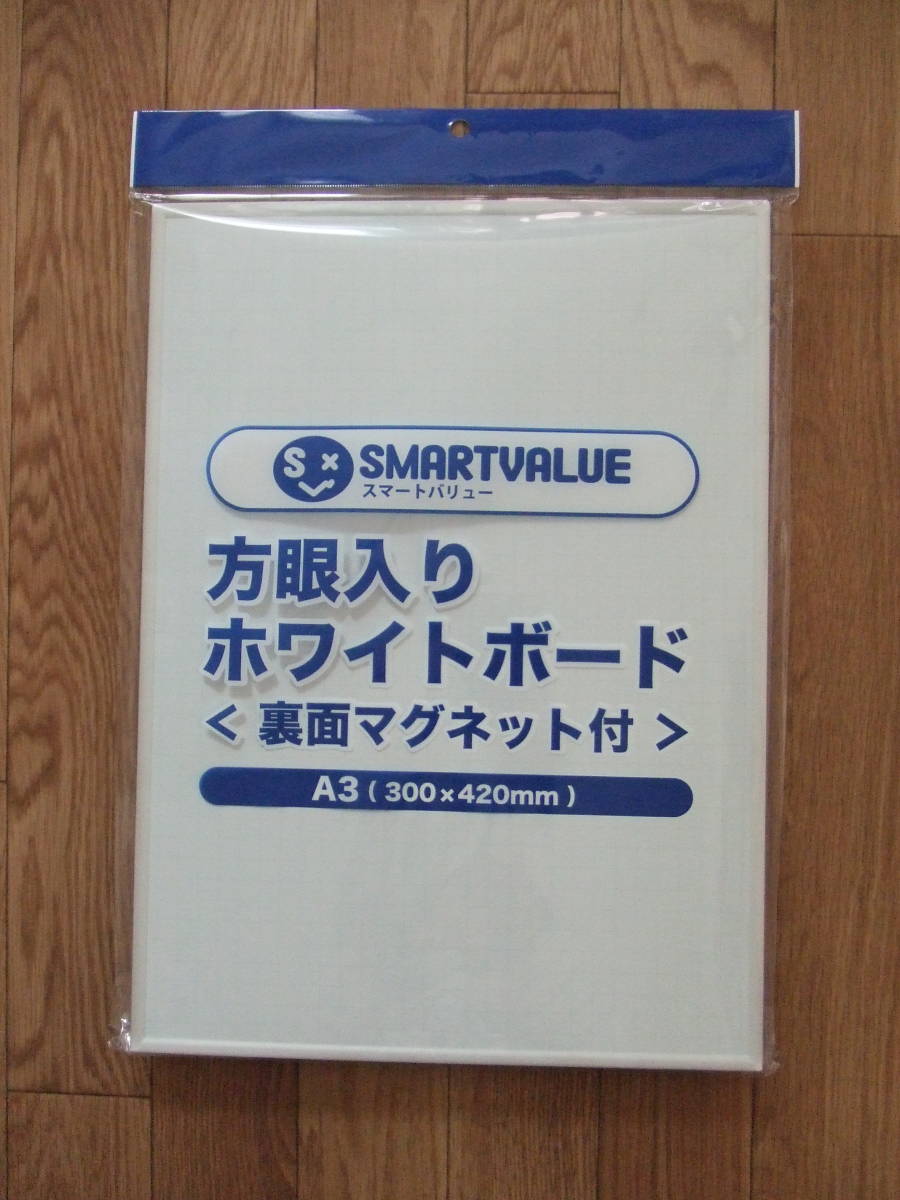 SMARTVALUE
スマートバリュー
方眼入り
ホワイトボード
< 裏面マグネット付 >
A3 ( 300×420mm )